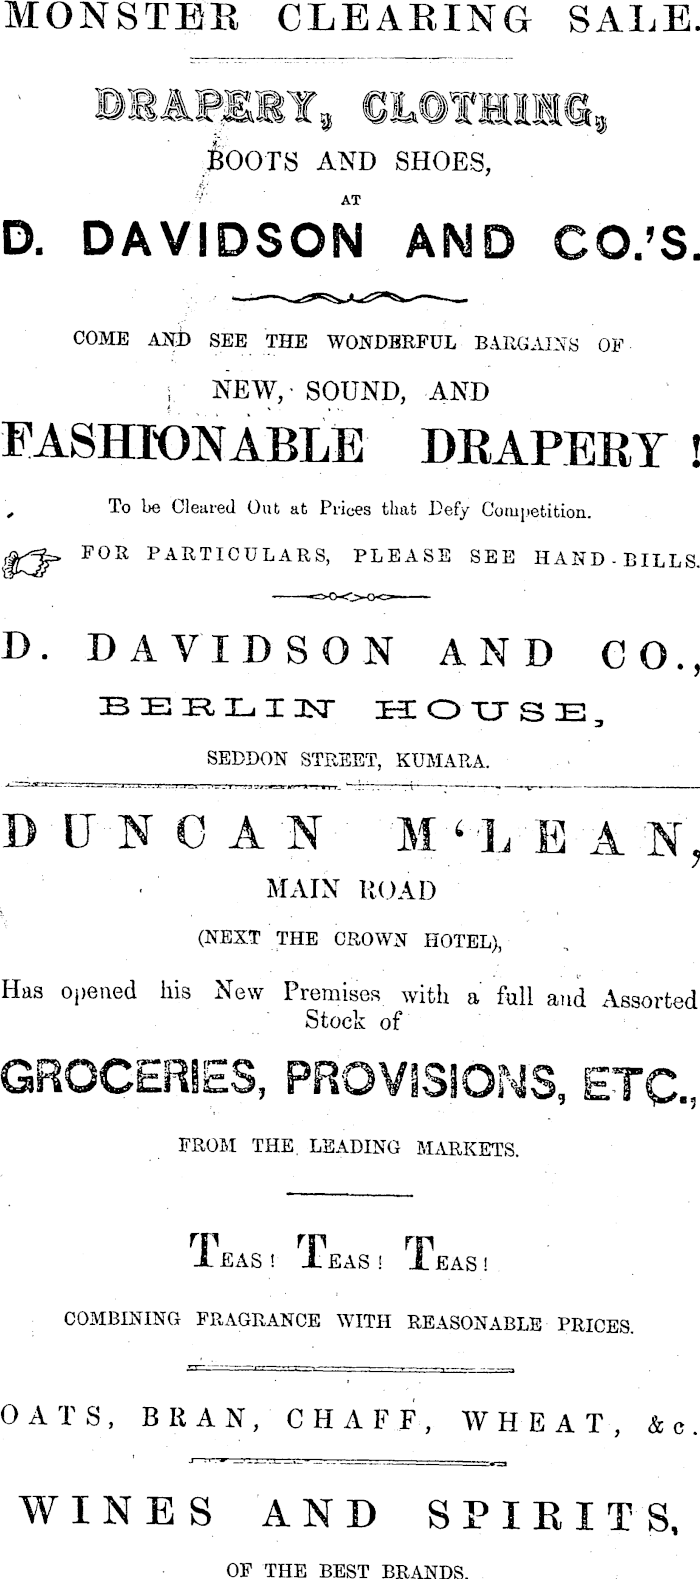 MONSTER CLEARING SALE.
DRAPERY, CLOTHING,
BOOTS AND SHOES,
AT
D. DAVIDSON AND CO.'S.
COME AND SEE THE WONDERFUL BARGAINS OF
NEW, SOUND, AND
FASHIONABLE DRAPERY !
To be Cleared Out at Prices that Defy Competition.
FOR PARTICULARS, PLEASE SEE HAND-BILLS.
D. DAVIDSON AND CO.,
BERLIN HOUSE,
SEDDON STREET, KUMARA.
DUNCAN M‘LEAN,
MAIN ROAD
(NEXT THE CROWN HOTEL),
Has opened his New Premises with a full and Assorted
Stock of
GROCERIES, PROVISIONS, ETC.,
FROM THE LEADING MARKETS.
TEAS! TEAS! TEAS!
COMBINING FRAGRANCE WITH REASONABLE PRICES.
OATS, BRAN, CHAFF, WHEAT, &c.
WINES AND SPIRITS,
OF THE BEST BRANDS.